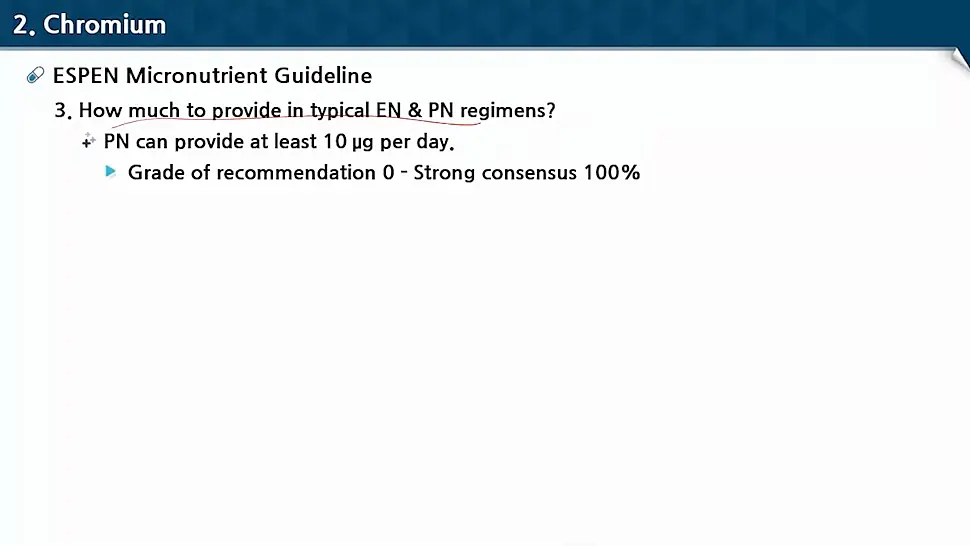 2. Chromium
ESPEN Micronutrient Guideline
3. How much to provide in typical EN & PN regimens?
PN can provide at least 10 μg per day.
Grade of recommendation 0 - Strong consensus 100%